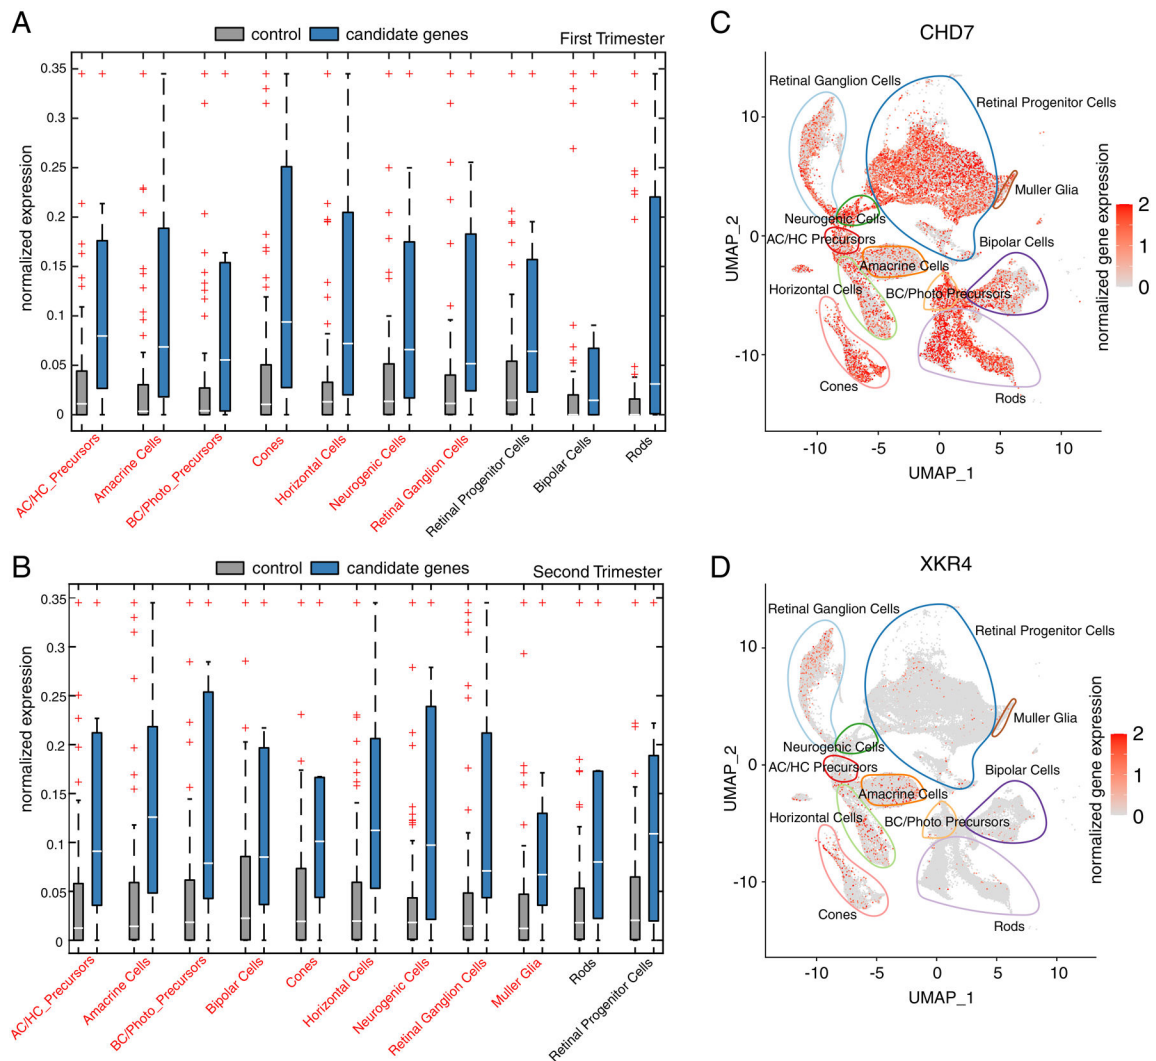 A
control
candidate genes
First Trimester
normalized expression
0.35
0.3
0.25
0.2
0.15
0.1
0.05
0
AC/HC_Precursors
Amacrine Cells
BC/Photo_Precursors
Cones
Horizontal Cells
Neurogenic Cells
Retinal Ganglion Cells
Retinal Progenitor Cells
Bipolar Cells
Rods
B
control
candidate genes
Second Trimester
normalized expression
0.35
0.3
0.25
0.2
0.15
0.1
0.05
0
AC/HC_Precursors
Amacrine Cells
BC/Photo_Precursors
Bipolar Cells
Cones
Horizontal Cells
Neurogenic Cells
Retinal Ganglion Cells
Muller Glia
Rods
Retinal Progenitor Cells
C
CHD7
Retinal Ganglion Cells
Retinal Progenitor Cells
Muller Glia
Neurogenic Cells
AC/HC Precursors
Bipolar Cells
Amacrine Cells
Horizontal Cells
BC/Photo Precursors
Cones
Rods
UMAP_2
10
0
-10
-10
-5
0
5
10
UMAP_1
normalized gene expression
2
1
0
D
XKR4
Retinal Ganglion Cells
Retinal Progenitor Cells
Muller Glia
Neurogenic Cells
AC/HC Precursors
Bipolar Cells
Amacrine Cells
Horizontal Cells
BC/Photo Precursors
Cones
Rods
UMAP_2
10
0
-10
-10
-5
0
5
10
UMAP_1
normalized gene expression
2
1
0